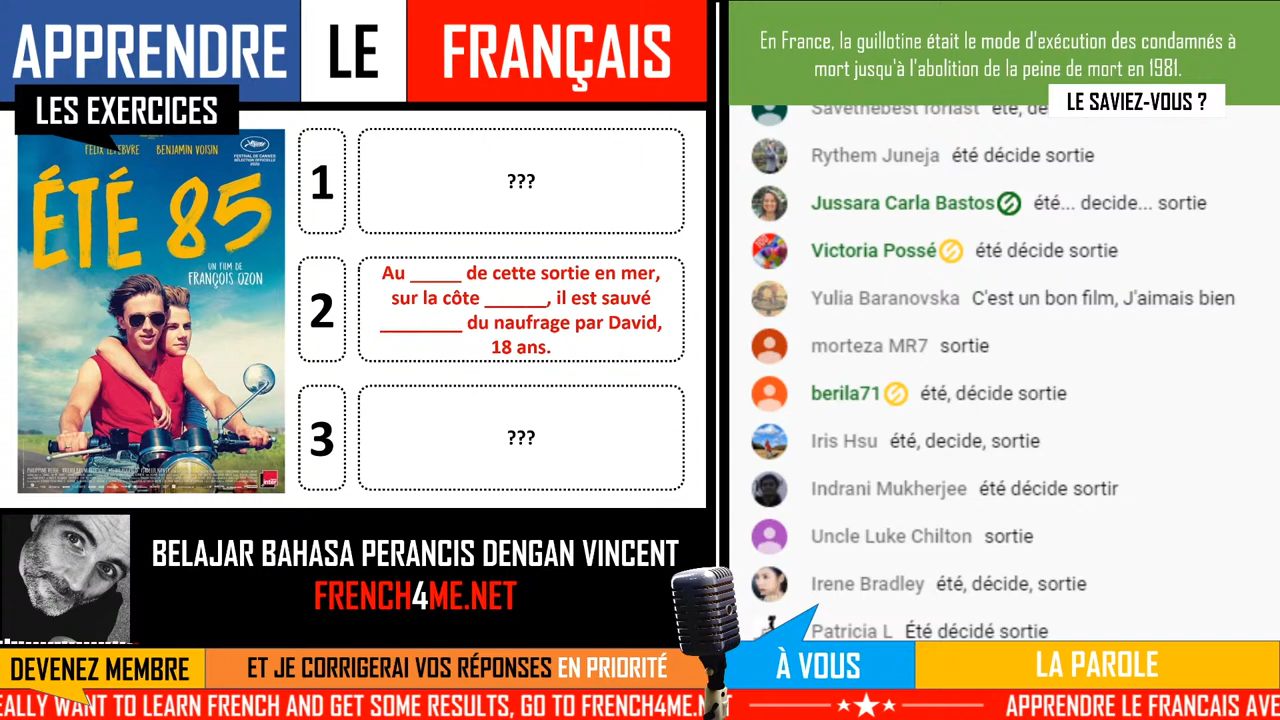 APPRENDRE LE FRANÇAIS
LES EXERCICES
FÉLIX LEFEBVRE BENJAMIN VOISIN
FESTIVAL DE CANNES
ÉTÉ 85
UN FILM DE
FRANÇOIS OZON
inter
1
???
2
Au _____ de cette sortie en mer,
sur la côte ______, il est sauvé
________ du naufrage par David,
18 ans.
3
???
BELAJAR BAHASA PERANCIS DENGAN VINCENT
FRENCH4ME.NET
DEVENEZ MEMBRE
ET JE CORRIGERAI VOS RÉPONSES EN PRIORITÉ
En France, la guillotine était le mode d'exécution des condamnés à
mort jusqu'à l'abolition de la peine de mort en 1981.
LE SAVIEZ-VOUS ?
Rythem Juneja été décide sortie
Jussara Carla Bastos été... decide... sortie
Victoria Possé été décide sortie
Yulia Baranovska C'est un bon film, J'aimais bien
morteza MR7 sortie
berila71 été, décide sortie
Iris Hsu été, decide, sortie
Indrani Mukherjee été décide sortir
Uncle Luke Chilton sortie
Irene Bradley été, décide, sortie
Patricia L Été décidé sortie
À VOUS
LA PAROLE
EALLY WANT TO LEARN FRENCH AND GET SOME RESULTS, GO TO FRENCH4ME.NET
APPRENDRE LE FRANCAIS AVE